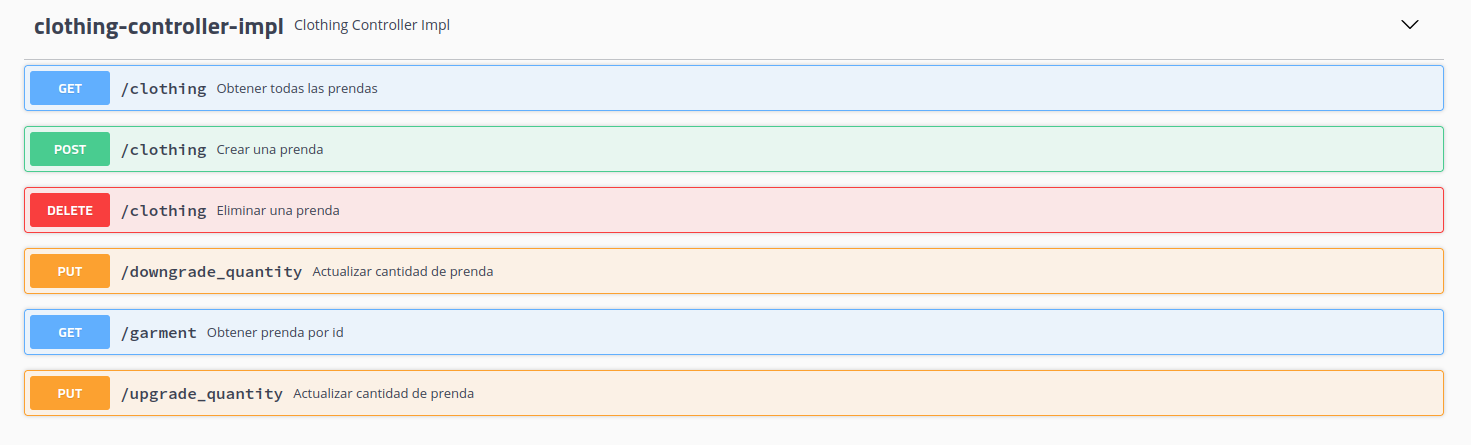 clothing-controller-impl Clothing Controller Impl
GET /clothing Obtener todas las prendas
POST /clothing Crear una prenda
DELETE /clothing Eliminar una prenda
PUT /downgrade_quantity Actualizar cantidad de prenda
GET /garment Obtener prenda por id
PUT /upgrade_quantity Actualizar cantidad de prenda